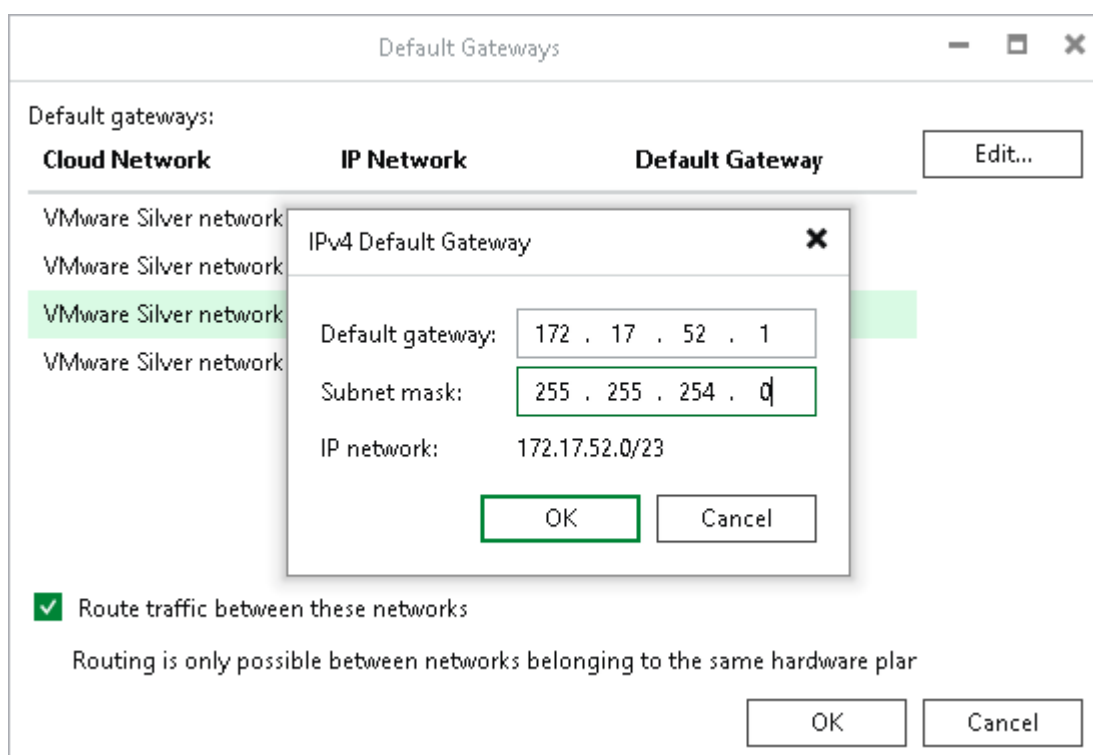 Default Gateways
Default gateways:
Cloud Network IP Network Default Gateway
Edit...
VMware Silver network
VMware Silver network
VMware Silver network
VMware Silver network
IPv4 Default Gateway
Default gateway: 172 . 17 . 52 . 1
Subnet mask: 255 . 255 . 254 . 0
IP network: 172.17.52.0/23
OK Cancel
Route traffic between these networks
Routing is only possible between networks belonging to the same hardware plar
OK Cancel